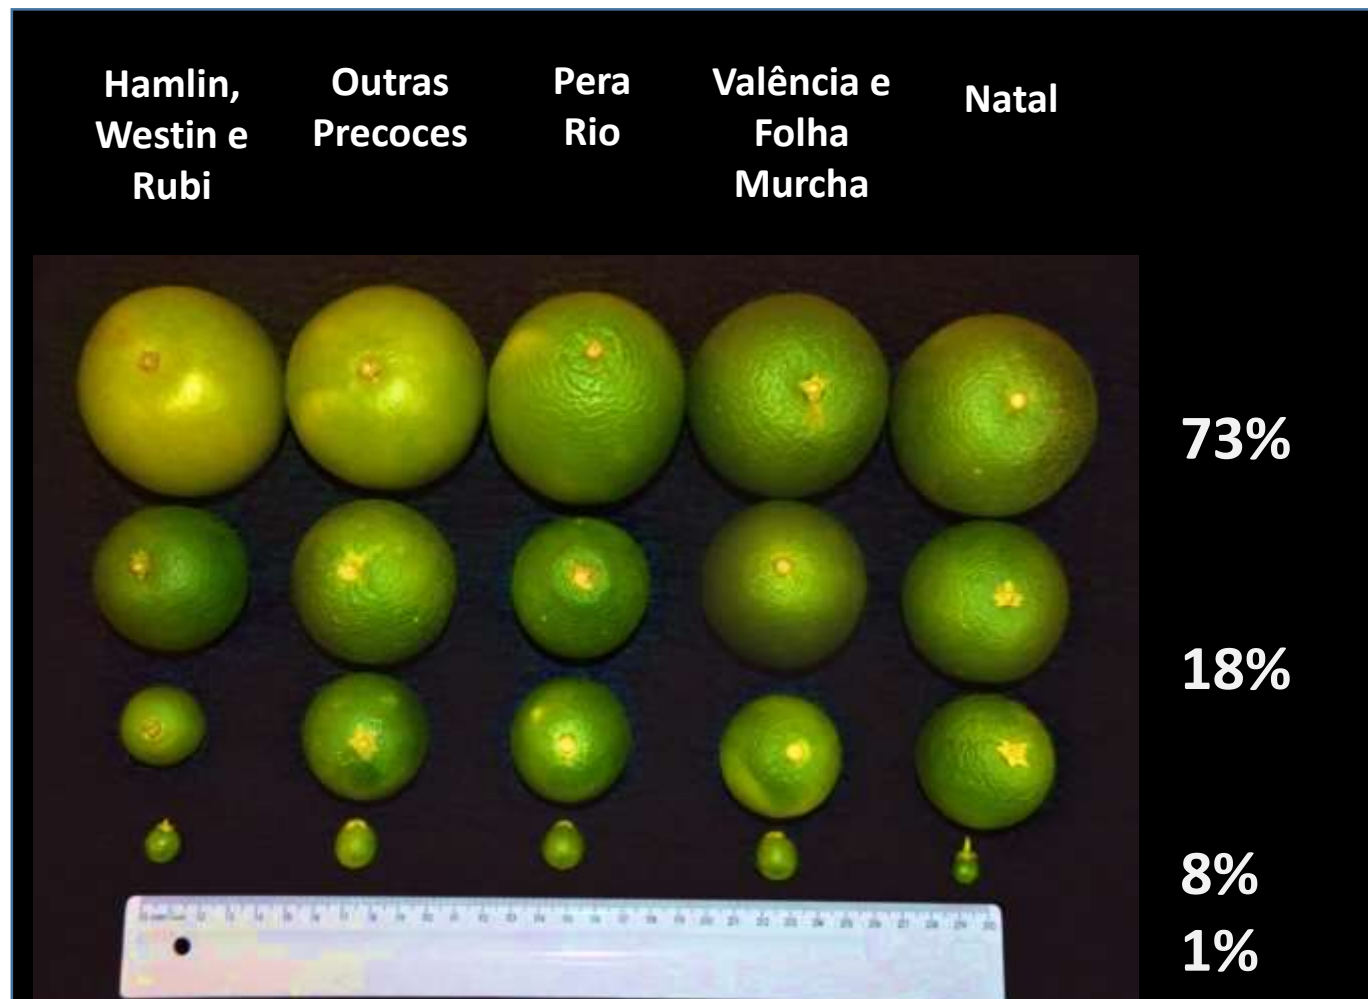 Hamlin,
Westin e
Rubi
Outras
Precoces
Pera
Rio
Valência e
Folha
Murcha
Natal
73%
18%
8%
1%